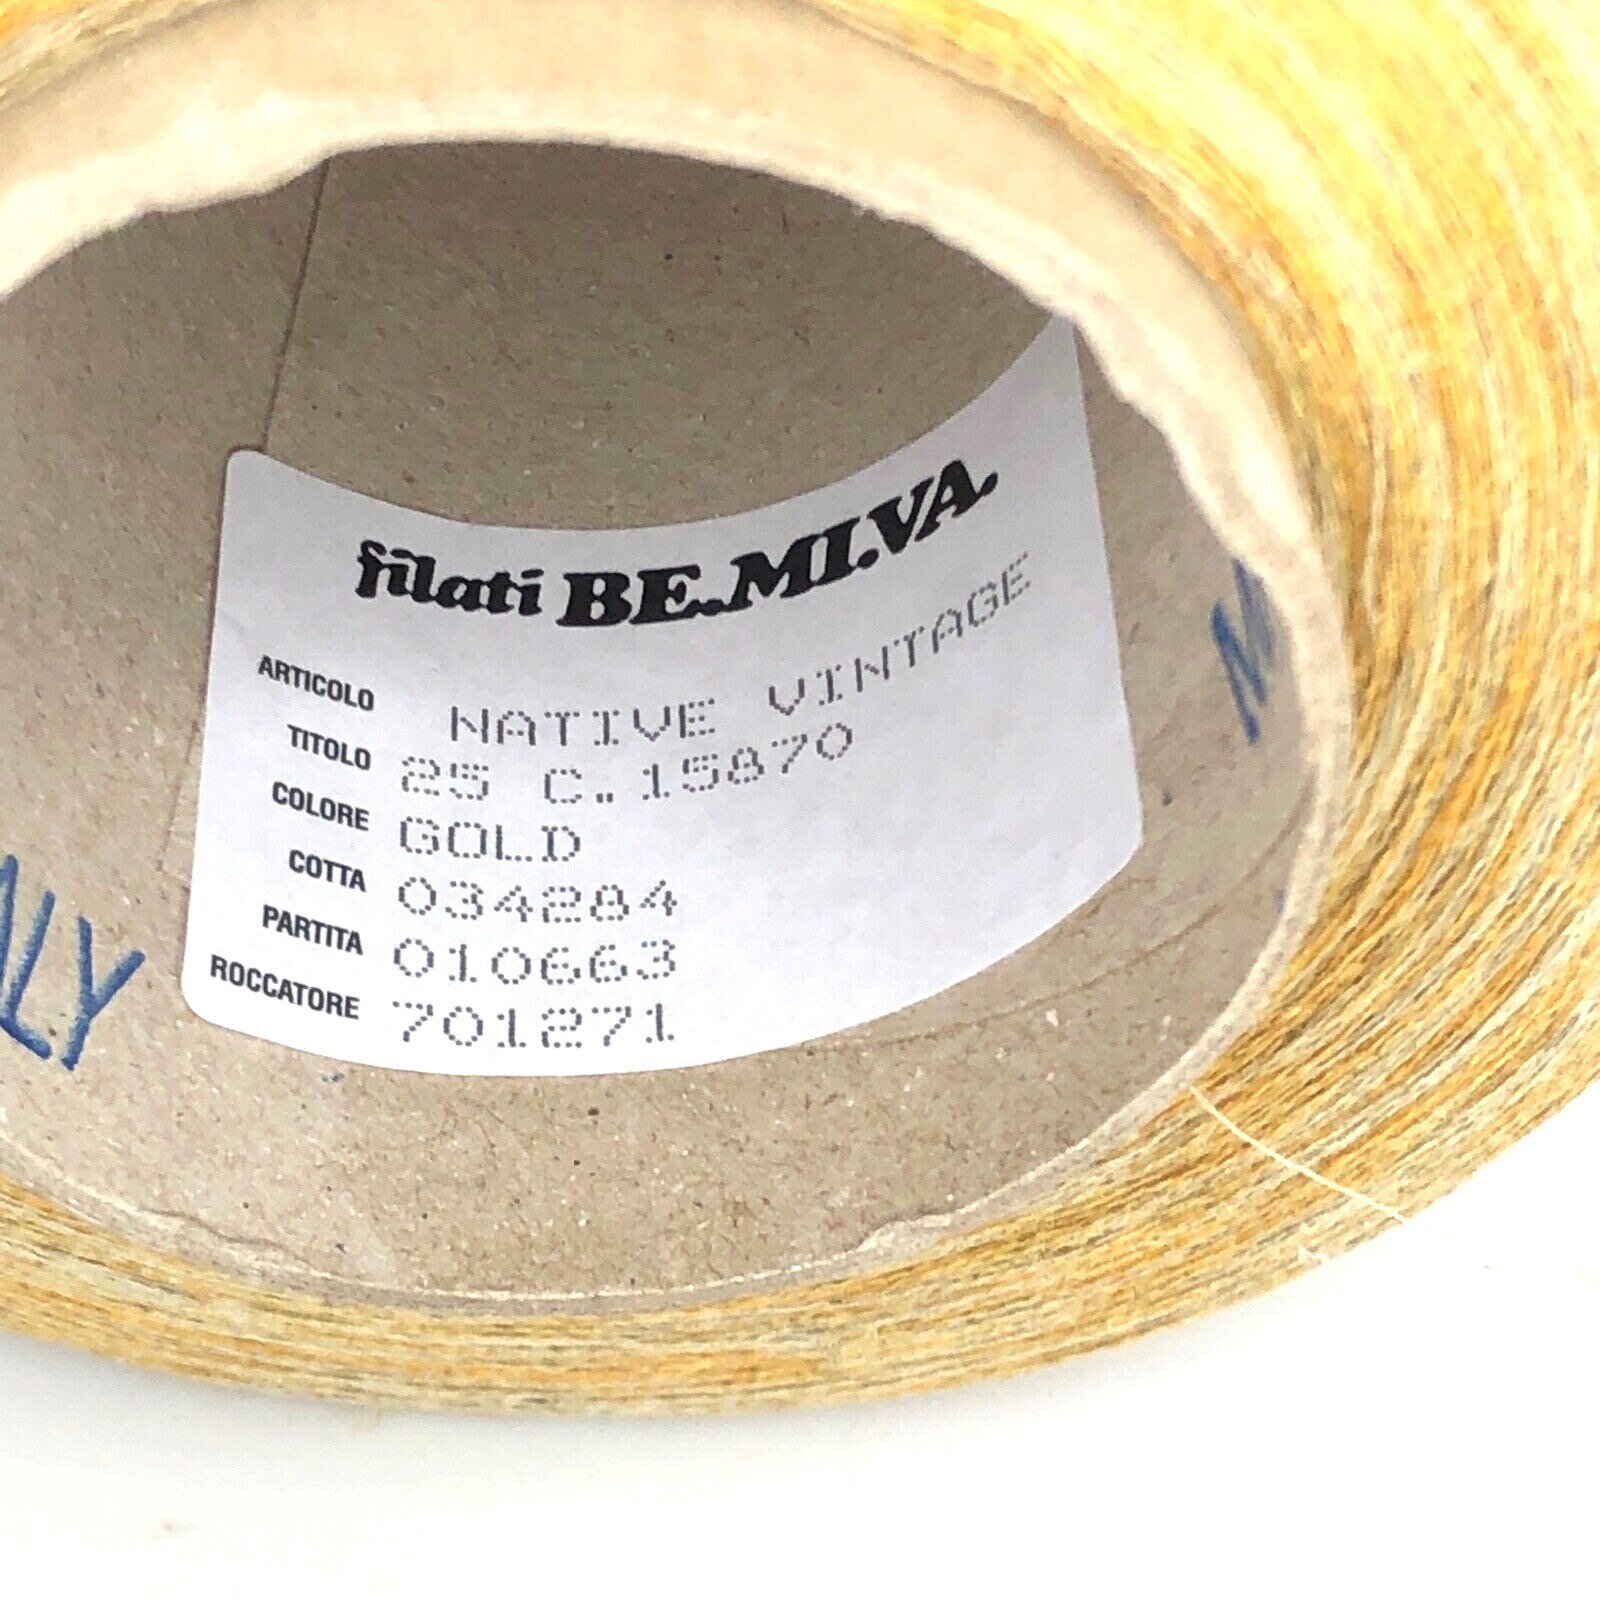 filati BE.MI.VA.
ARTICOLO NATIVE VINTAGE
TITOLO 25 C.15870
COLORE GOLD
COTTA 034284
PARTITA 010663
ROCCATORE 701271